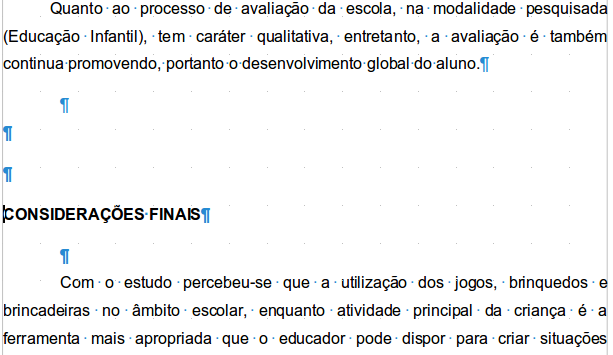 Quanto ao processo de avaliação da escola, na modalidade pesquisada
(Educação Infantil), tem caráter qualitativa, entretanto, a avaliação é também
continua promovendo, portanto o desenvolvimento global do aluno.¶
¶
¶
¶
CONSIDERAÇÕES FINAIS¶
¶
Com o estudo percebeu-se que a utilização dos jogos, brinquedos e
brincadeiras no âmbito escolar, enquanto atividade principal da criança é a
ferramenta mais apropriada que o educador pode dispor para criar situações